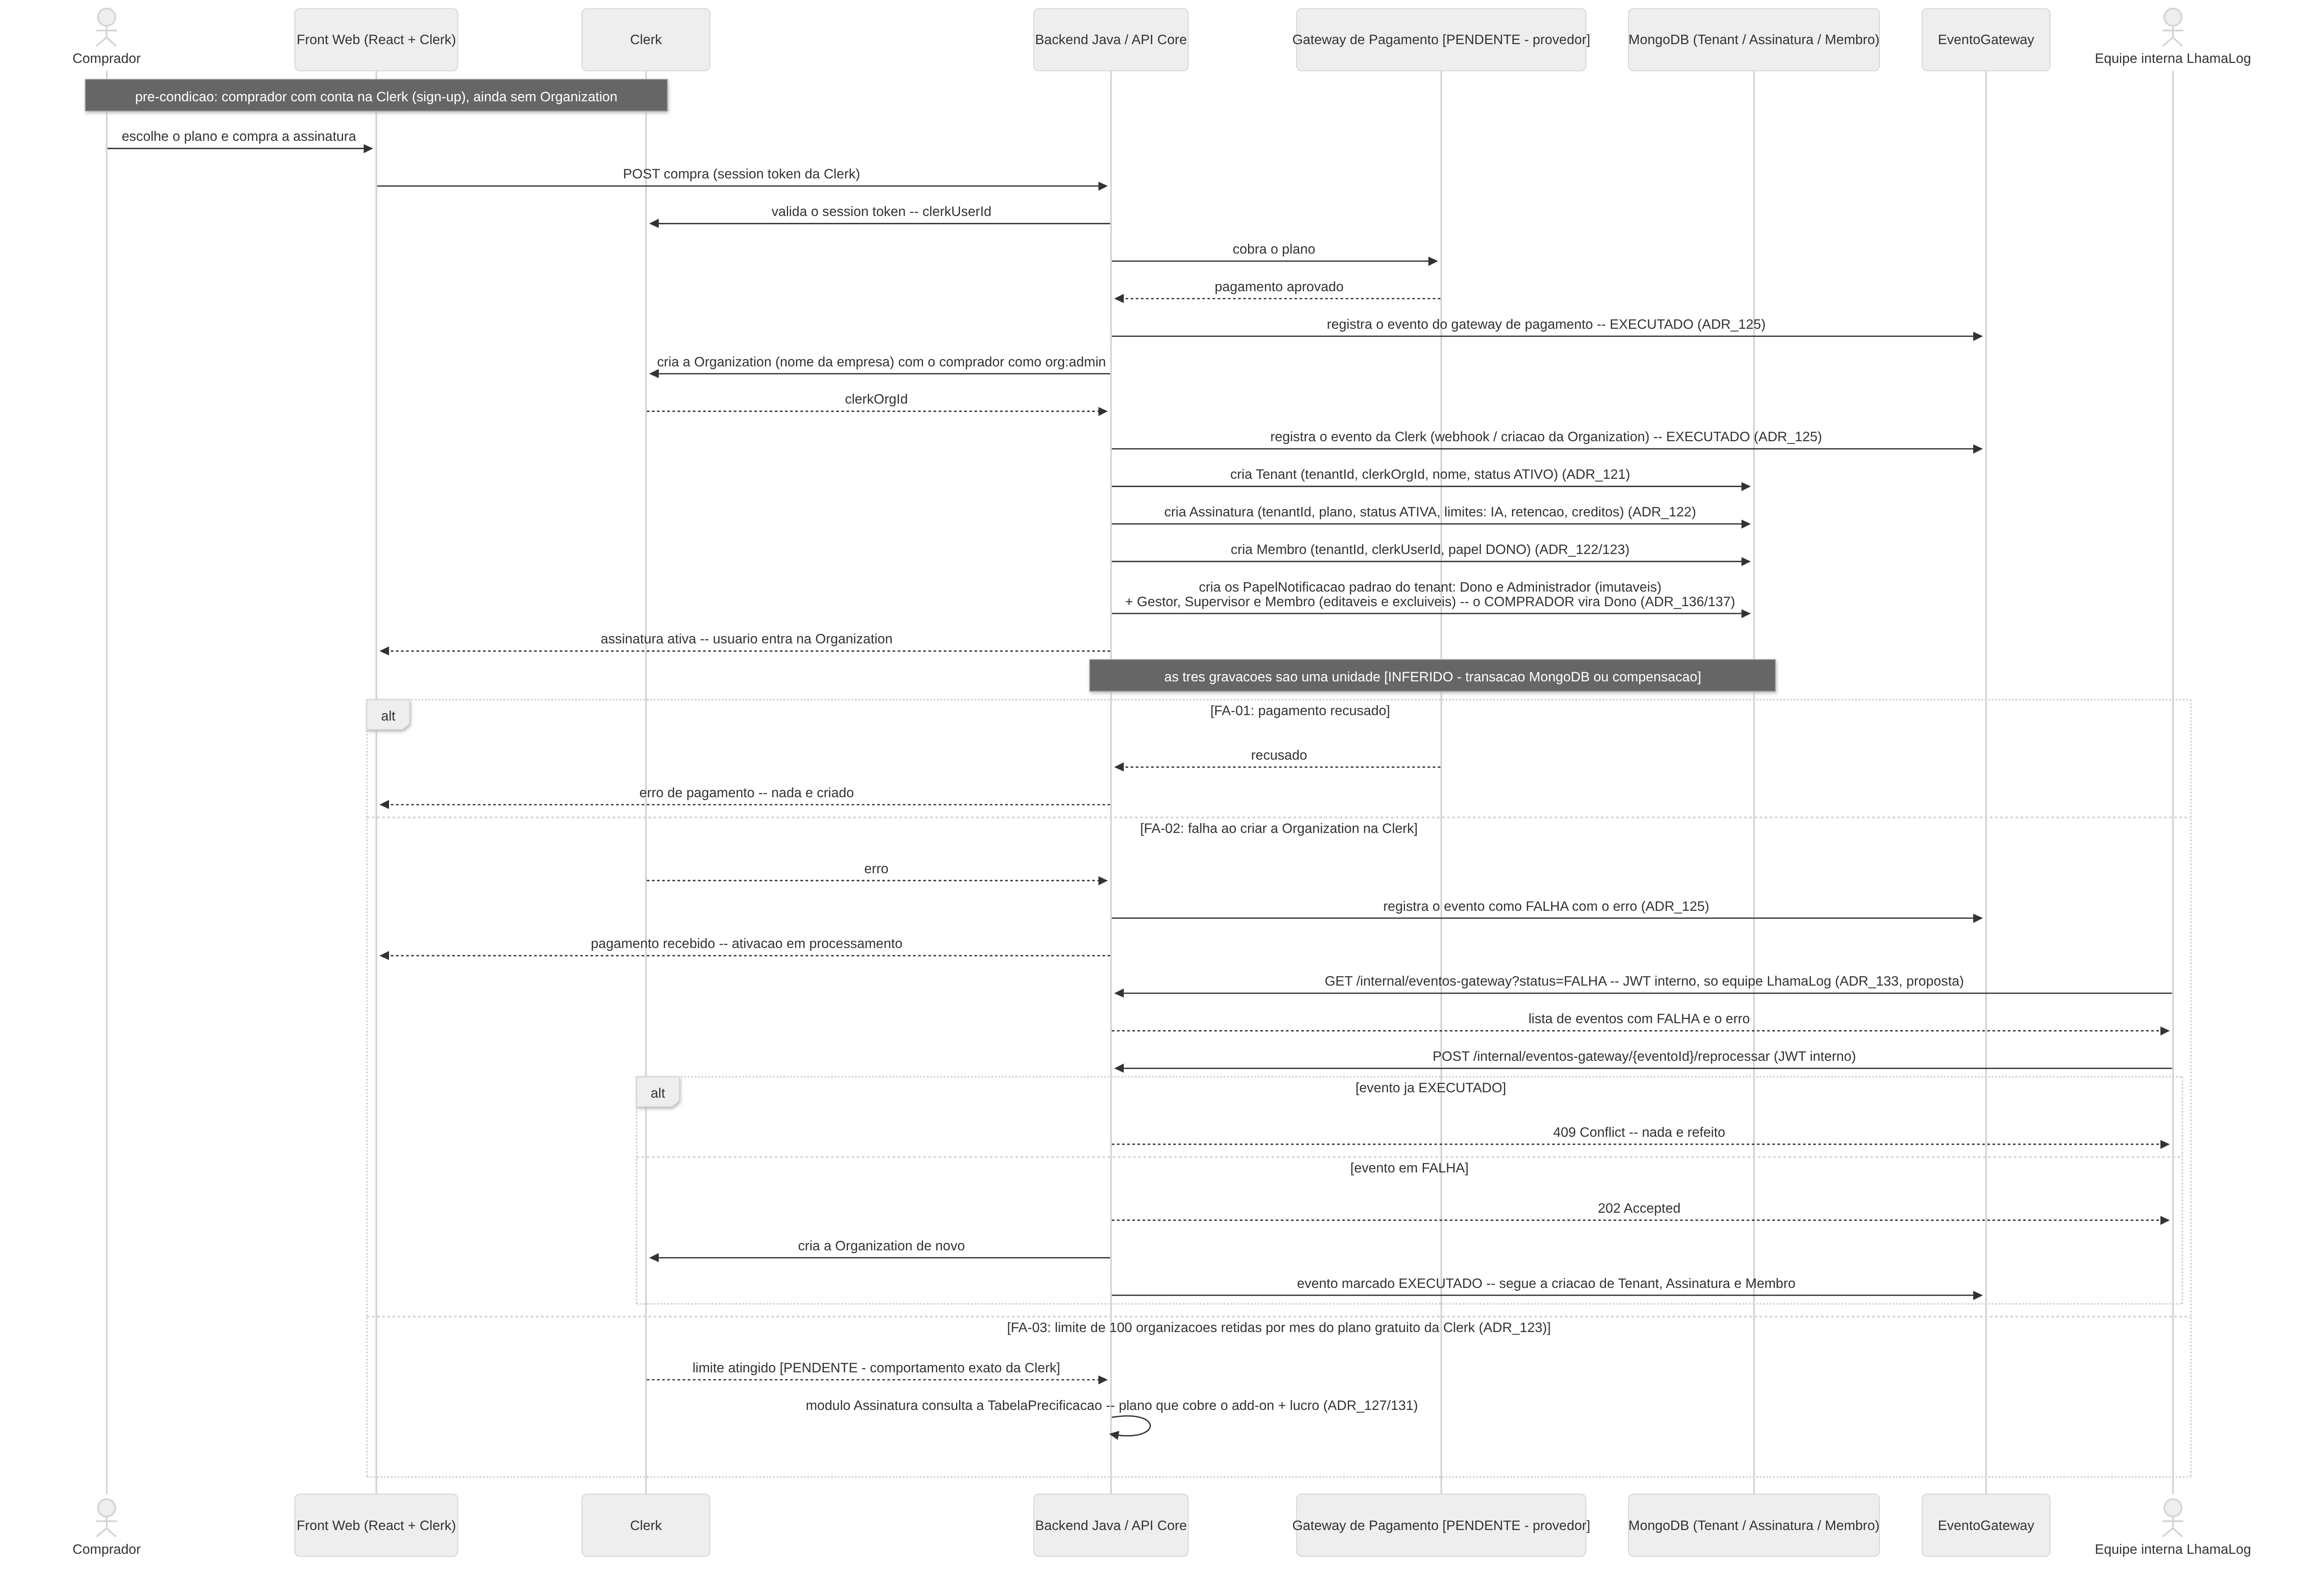 Comprador
Front Web (React + Clerk)
Clerk
Backend Java / API Core
Gateway de Pagamento [PENDENTE - provedor]
MongoDB (Tenant / Assinatura / Membro)
EventoGateway
Equipe interna LhamaLog
pre-condicao: comprador com conta na Clerk (sign-up), ainda sem Organization
escolhe o plano e compra a assinatura
POST compra (session token da Clerk)
valida o session token -- clerkUserId
cobra o plano
pagamento aprovado
registra o evento do gateway de pagamento -- EXECUTADO (ADR_125)
cria a Organization (nome da empresa) com o comprador como org:admin
clerkOrgId
registra o evento da Clerk (webhook / criacao da Organization) -- EXECUTADO (ADR_125)
cria Tenant (tenantId, clerkOrgId, nome, status ATIVO) (ADR_121)
cria Assinatura (tenantId, plano, status ATIVA, limites: IA, retencao, creditos) (ADR_122)
cria Membro (tenantId, clerkUserId, papel DONO) (ADR_122/123)
cria os PapelNotificacao padrao do tenant: Dono e Administrador (imutaveis)
+ Gestor, Supervisor e Membro (editaveis e excluiveis) -- o COMPRADOR vira Dono (ADR_136/137)
assinatura ativa -- usuario entra na Organization
as tres gravacoes sao uma unidade [INFERIDO - transacao MongoDB ou compensacao]
alt
[FA-01: pagamento recusado]
recusado
erro de pagamento -- nada e criado
[FA-02: falha ao criar a Organization na Clerk]
erro
registra o evento como FALHA com o erro (ADR_125)
pagamento recebido -- ativacao em processamento
GET /internal/eventos-gateway?status=FALHA -- JWT interno, so equipe LhamaLog (ADR_133, proposta)
lista de eventos com FALHA e o erro
POST /internal/eventos-gateway/{eventoId}/reprocessar (JWT interno)
alt
[evento ja EXECUTADO]
409 Conflict -- nada e refeito
[evento em FALHA]
202 Accepted
cria a Organization de novo
evento marcado EXECUTADO -- segue a criacao de Tenant, Assinatura e Membro
[FA-03: limite de 100 organizacoes retidas por mes do plano gratuito da Clerk (ADR_123)]
limite atingido [PENDENTE - comportamento exato da Clerk]
modulo Assinatura consulta a TabelaPrecificacao -- plano que cobre o add-on + lucro (ADR_127/131)
Comprador
Front Web (React + Clerk)
Clerk
Backend Java / API Core
Gateway de Pagamento [PENDENTE - provedor]
MongoDB (Tenant / Assinatura / Membro)
EventoGateway
Equipe interna LhamaLog